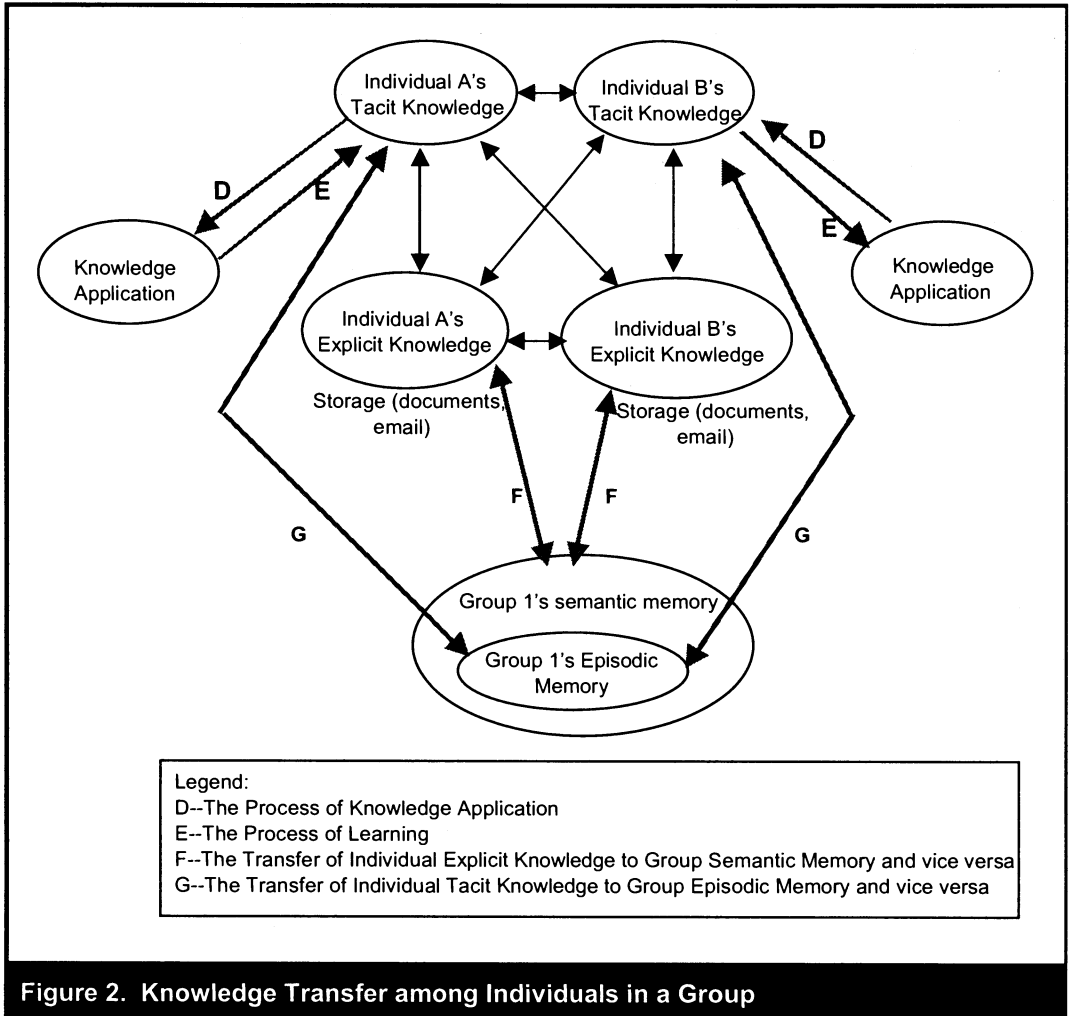 Individual A's
Tacit Knowledge
Individual B's
Tacit Knowledge
D
E
D
E
Knowledge
Application
Knowledge
Application
Individual A's
Explicit Knowledge
Individual B's
Explicit Knowledge
Storage (documents,
email)
Storage (documents,
email)
F
F
G
G
Group 1's semantic memory
Group 1's Episodic
Memory
Legend:
D--The Process of Knowledge Application
E--The Process of Learning
F--The Transfer of Individual Explicit Knowledge to Group Semantic Memory and vice versa
G--The Transfer of Individual Tacit Knowledge to Group Episodic Memory and vice versa
Figure 2. Knowledge Transfer among Individuals in a Group